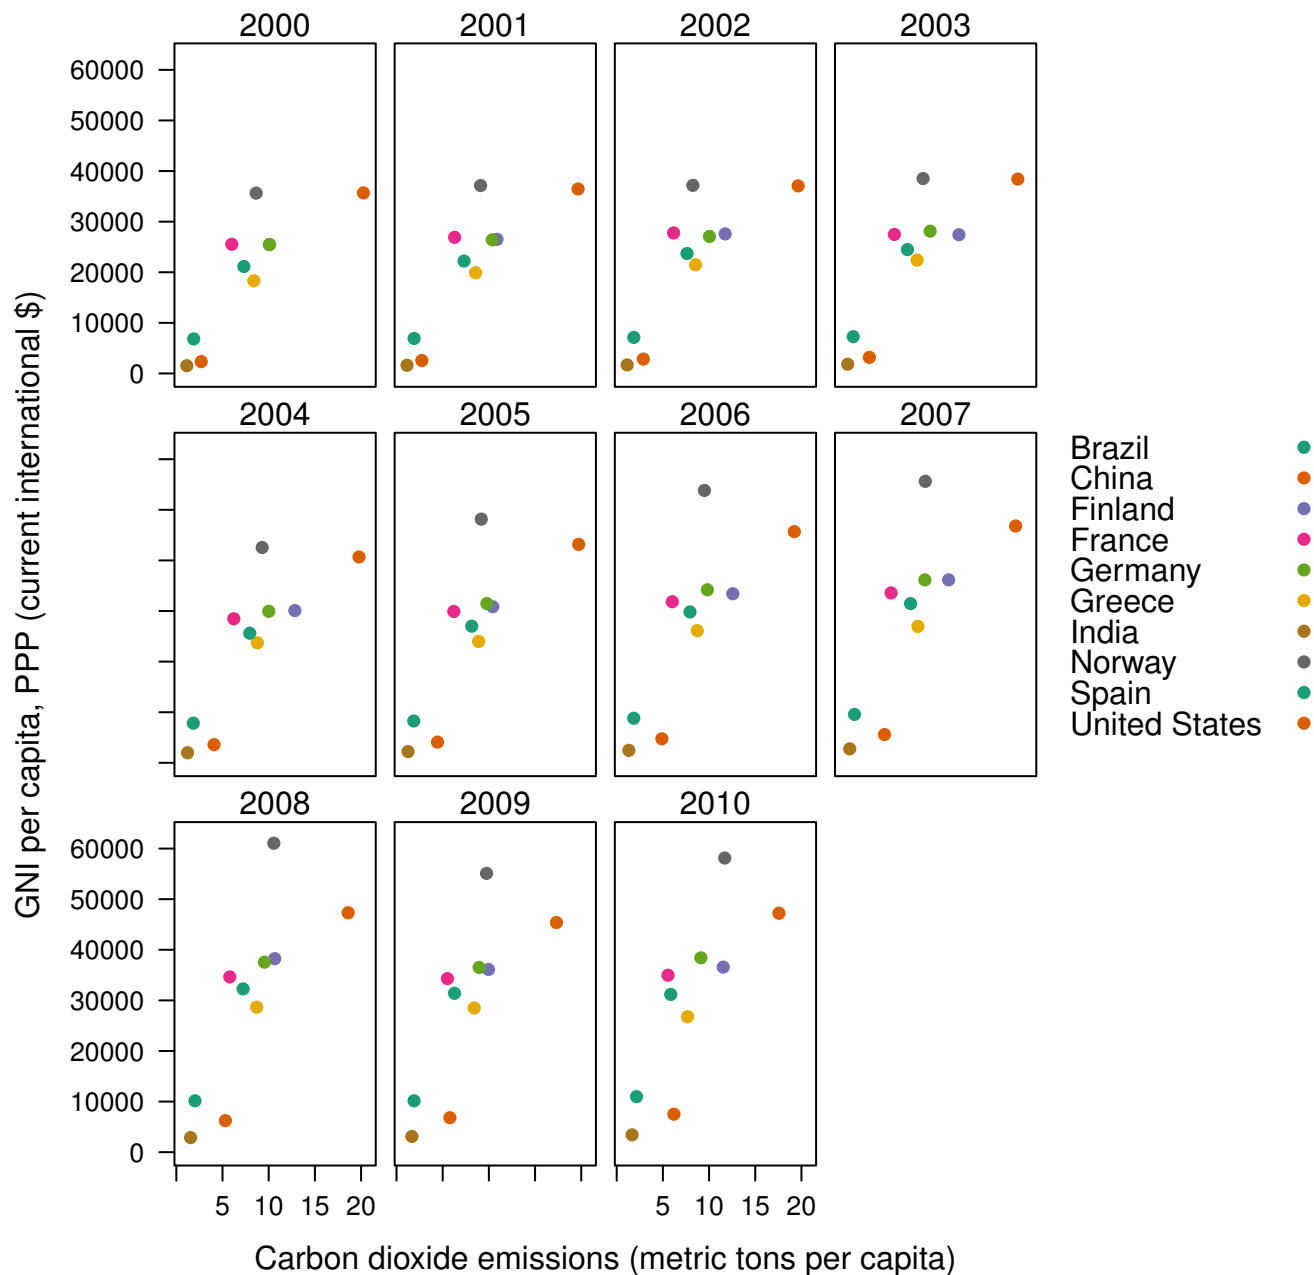 2000 2001 2002 2003
60000
50000
40000
30000
20000
10000
0
2004 2005 2006 2007
2008 2009 2010
60000
50000
40000
30000
20000
10000
0
5 10 15 20 5 10 15 20
GNI per capita, PPP (current international $)
Carbon dioxide emissions (metric tons per capita)
Brazil
China
Finland
France
Germany
Greece
India
Norway
Spain
United States